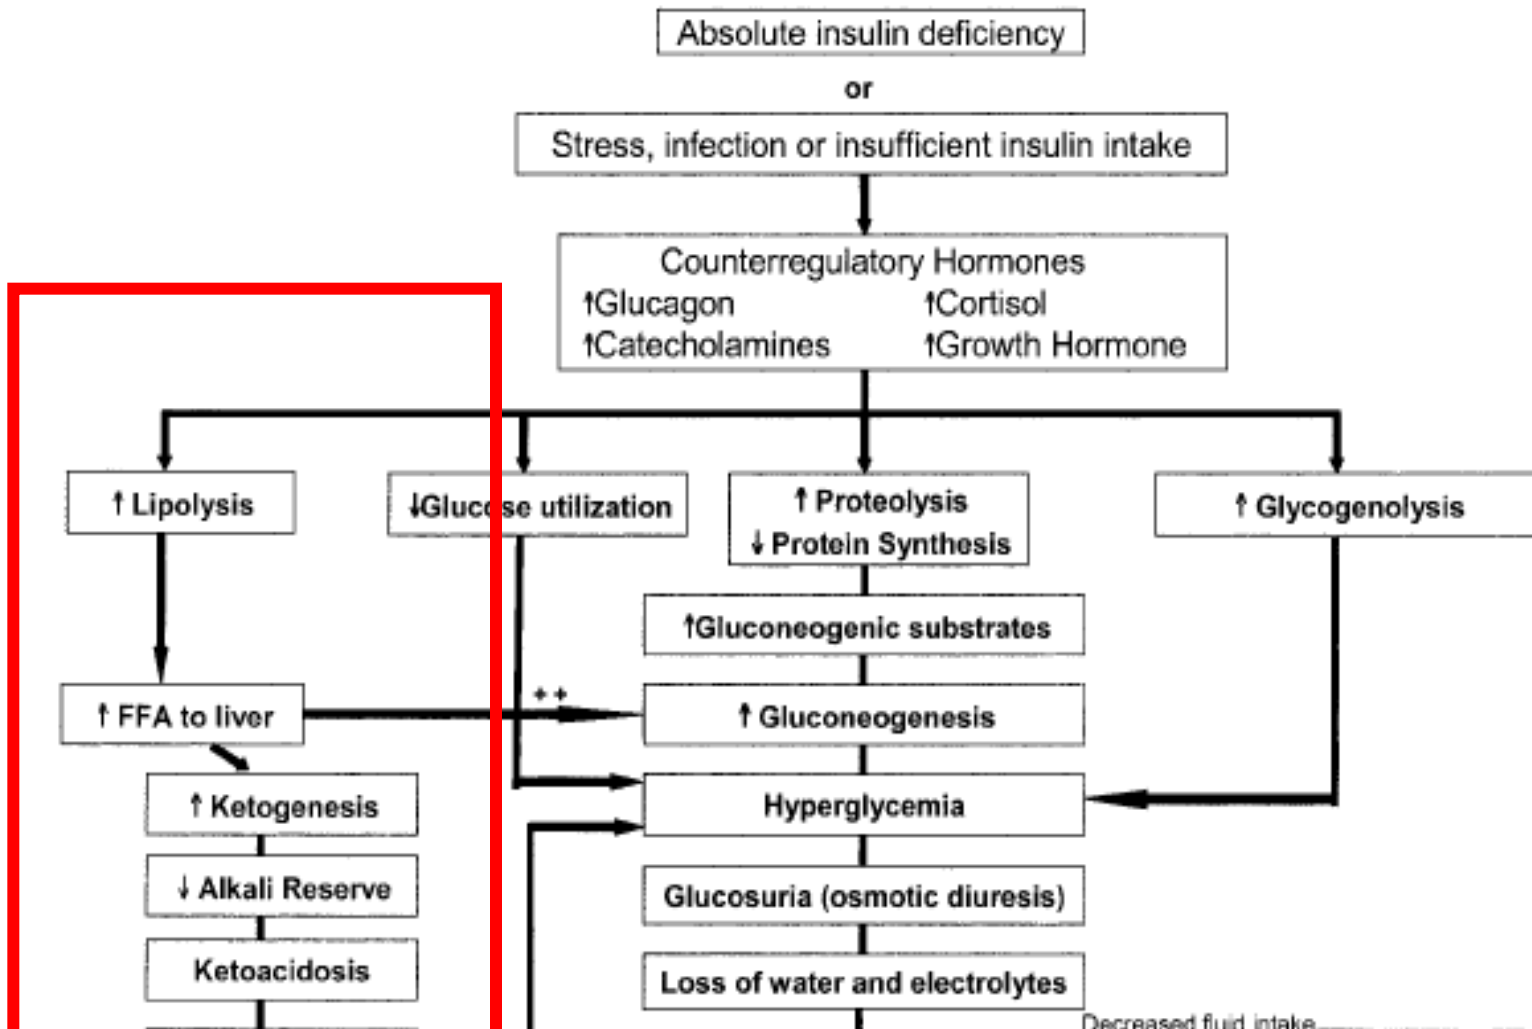 Absolute insulin deficiency
or
Stress, infection or insufficient insulin intake
Counterregulatory Hormones
↑Glucagon ↑Cortisol
↑Catecholamines ↑Growth Hormone
↑ Lipolysis
↓Glucose utilization
↑ Proteolysis
↓ Protein Synthesis
↑ Glycogenolysis
↑Gluconeogenic substrates
↑ FFA to liver
++
↑ Gluconeogenesis
↑ Ketogenesis
Hyperglycemia
↓ Alkali Reserve
Glucosuria (osmotic diuresis)
Ketoacidosis
Loss of water and electrolytes
Decreased fluid intake